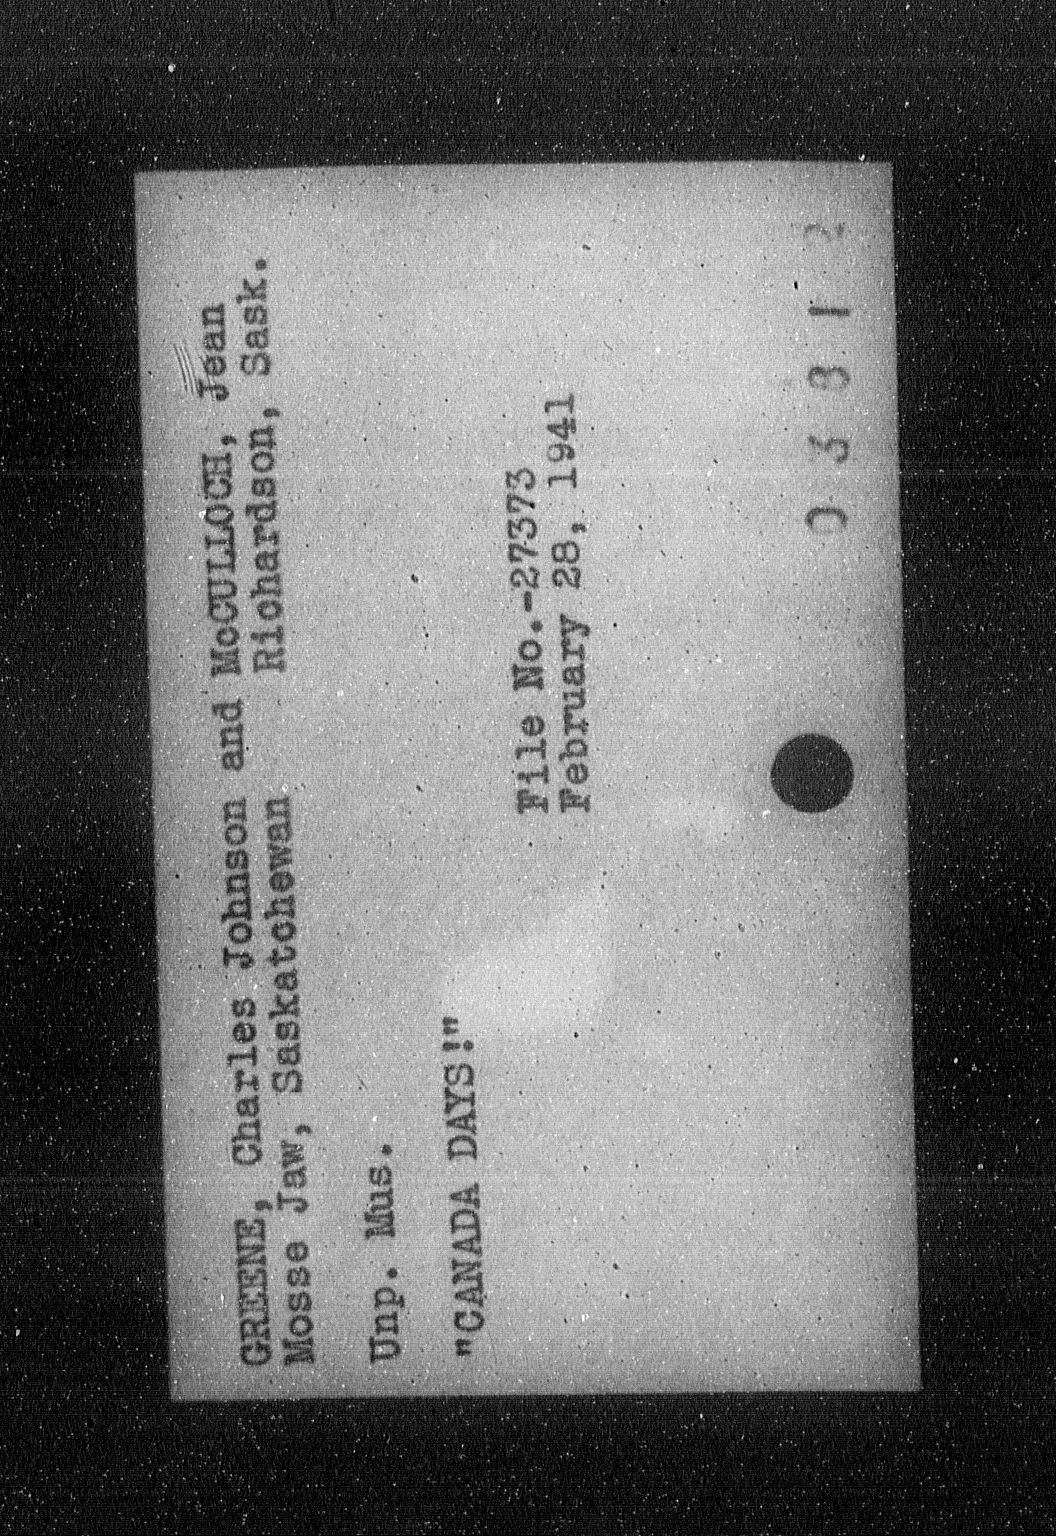 GREENE, Charles Johnson and McCULLOCH, Jean
Mosse Jaw, Saskatchewan Richardson, Sask.
Unp. Mus.
"CANADA DAYS!"
File No.-27373
February 28, 1941
03312